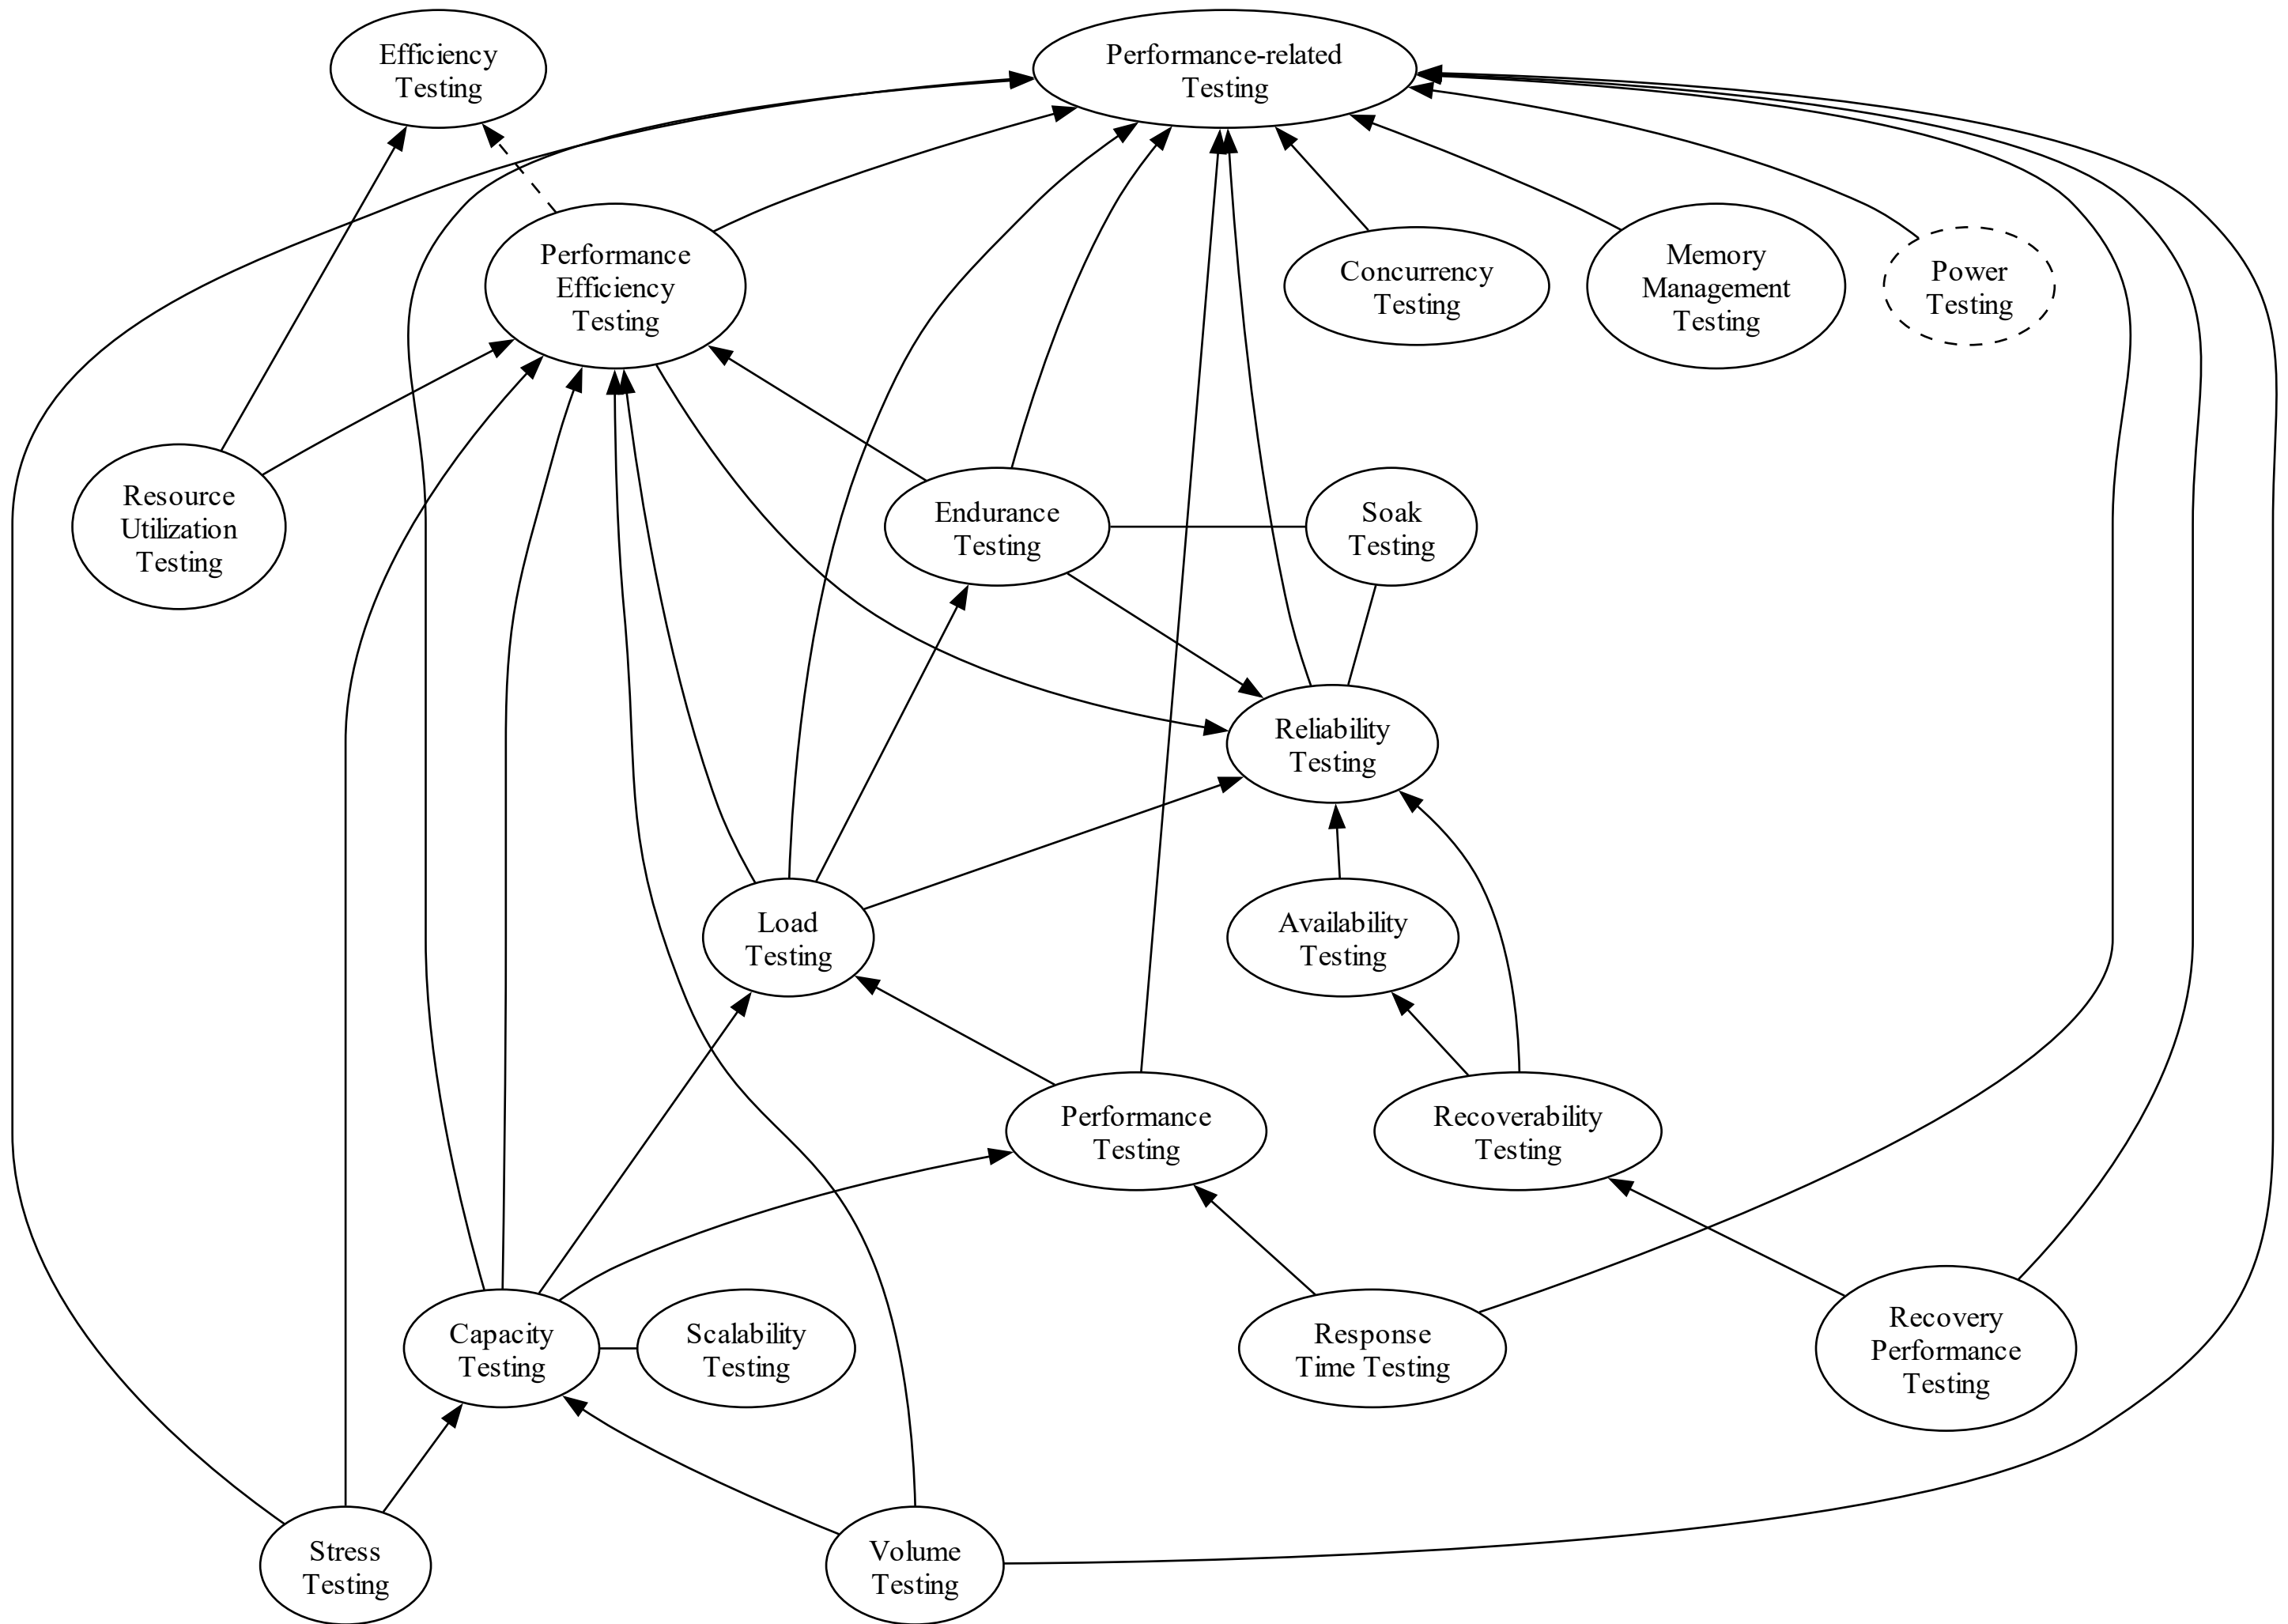 Efficiency
Testing
Performance-related
Testing
Performance
Efficiency
Testing
Concurrency
Testing
Memory
Management
Testing
Power
Testing
Resource
Utilization
Testing
Endurance
Testing
Soak
Testing
Reliability
Testing
Load
Testing
Availability
Testing
Performance
Testing
Recoverability
Testing
Capacity
Testing
Scalability
Testing
Response
Time Testing
Recovery
Performance
Testing
Stress
Testing
Volume
Testing